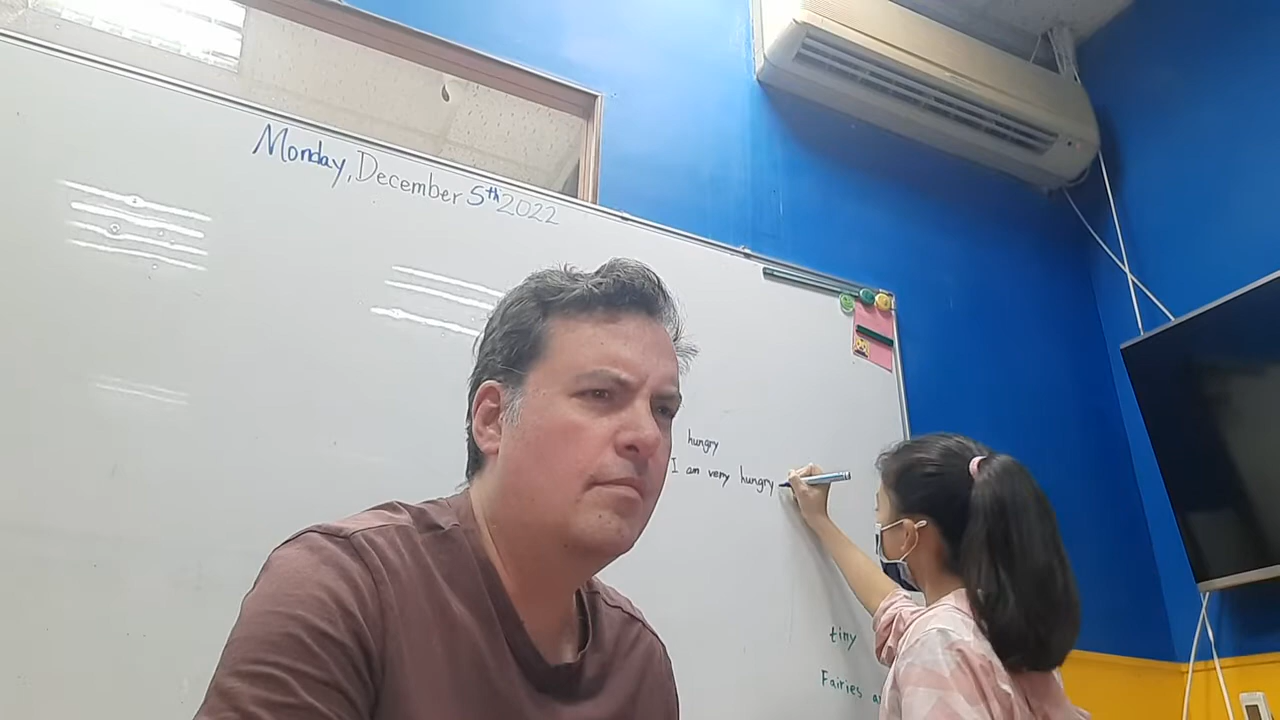 Monday, December 5th 2022
hungry
I am very hungry
tiny
Fairies